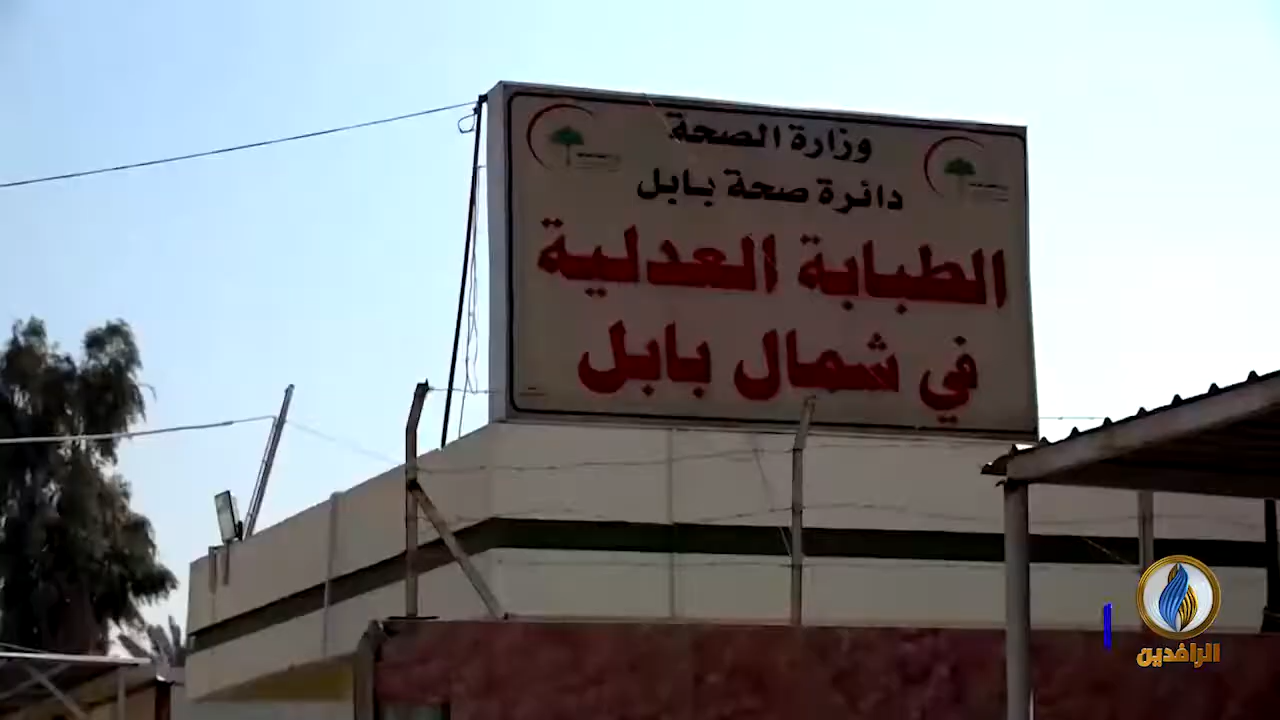 وزارة الصحة
دائرة صحة بابل
الطبابة العدلية
في شمال بابل
الرافدين